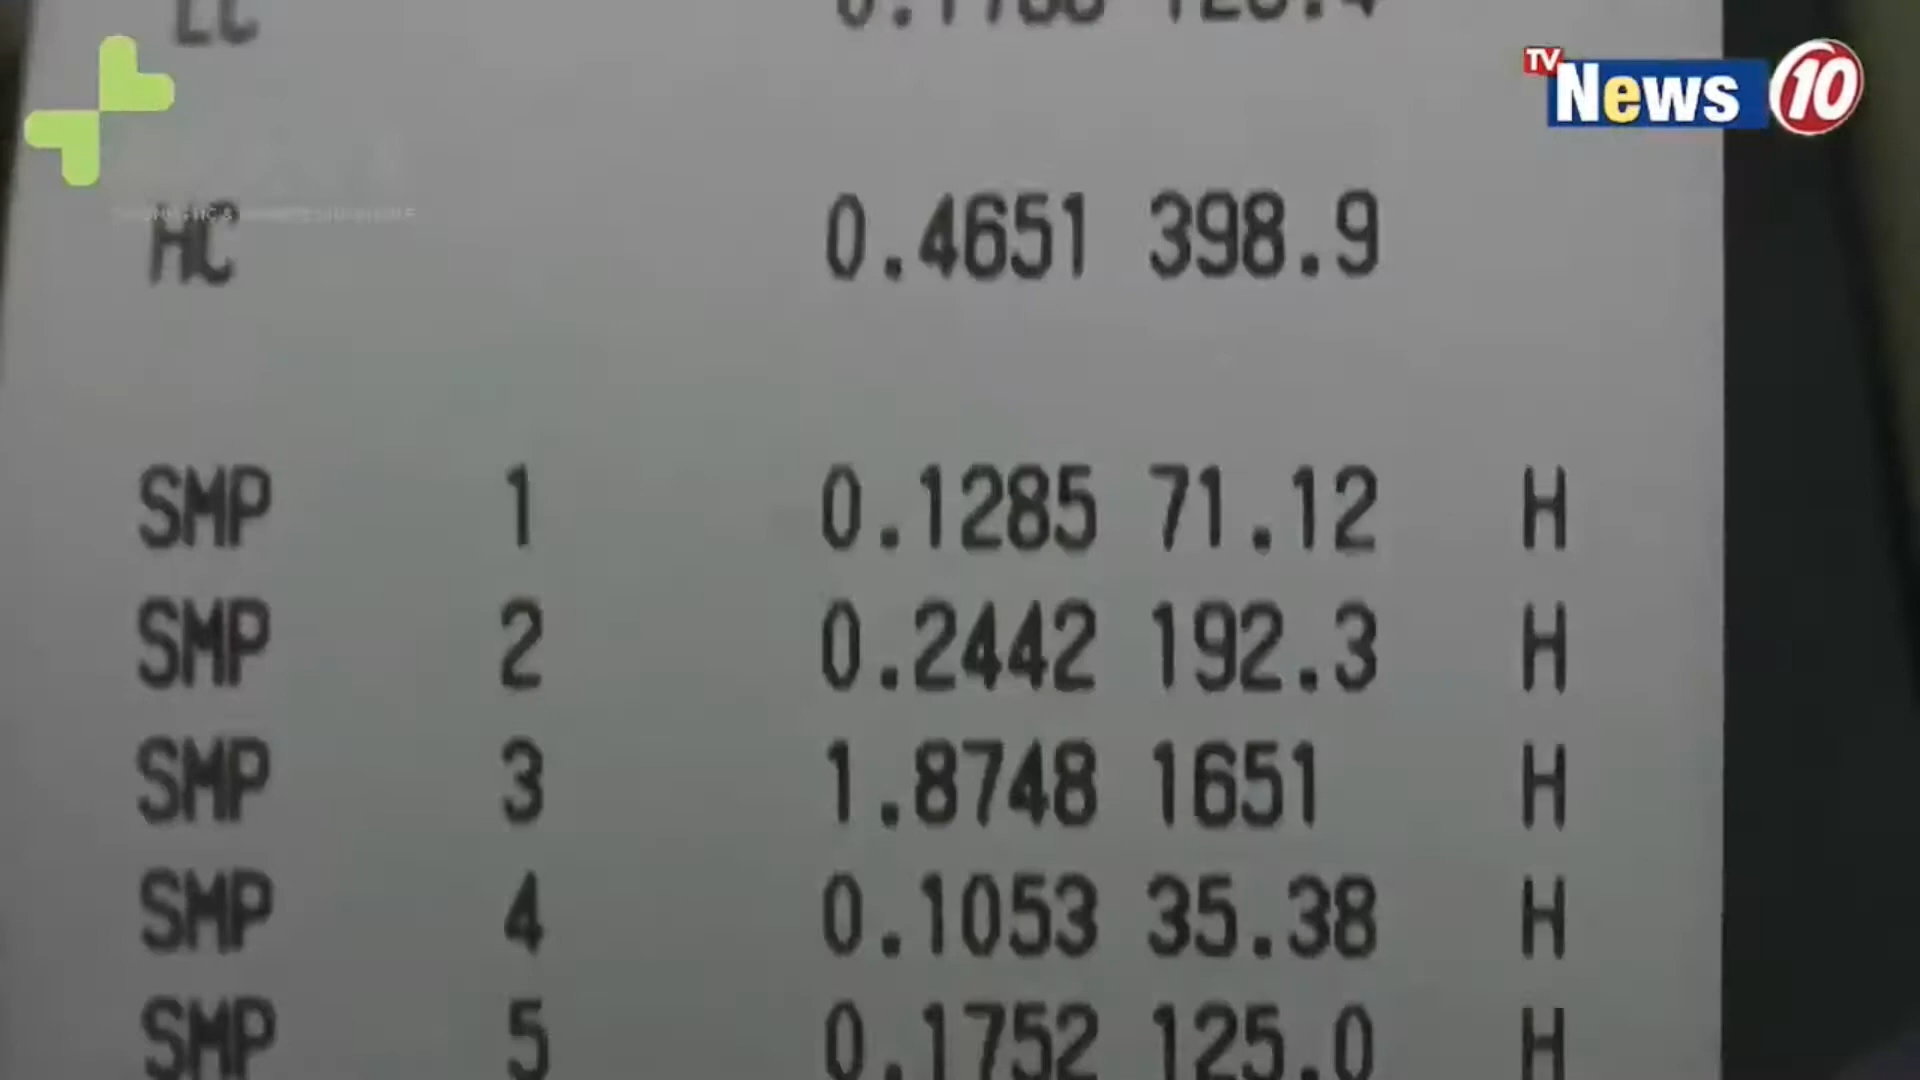 LC
TV News 10
HC 0.4651 398.9
SMP 1 0.1285 71.12 H
SMP 2 0.2442 192.3 H
SMP 3 1.8748 1651 H
SMP 4 0.1053 35.38 H
SMP 5 0.1752 125.0 H